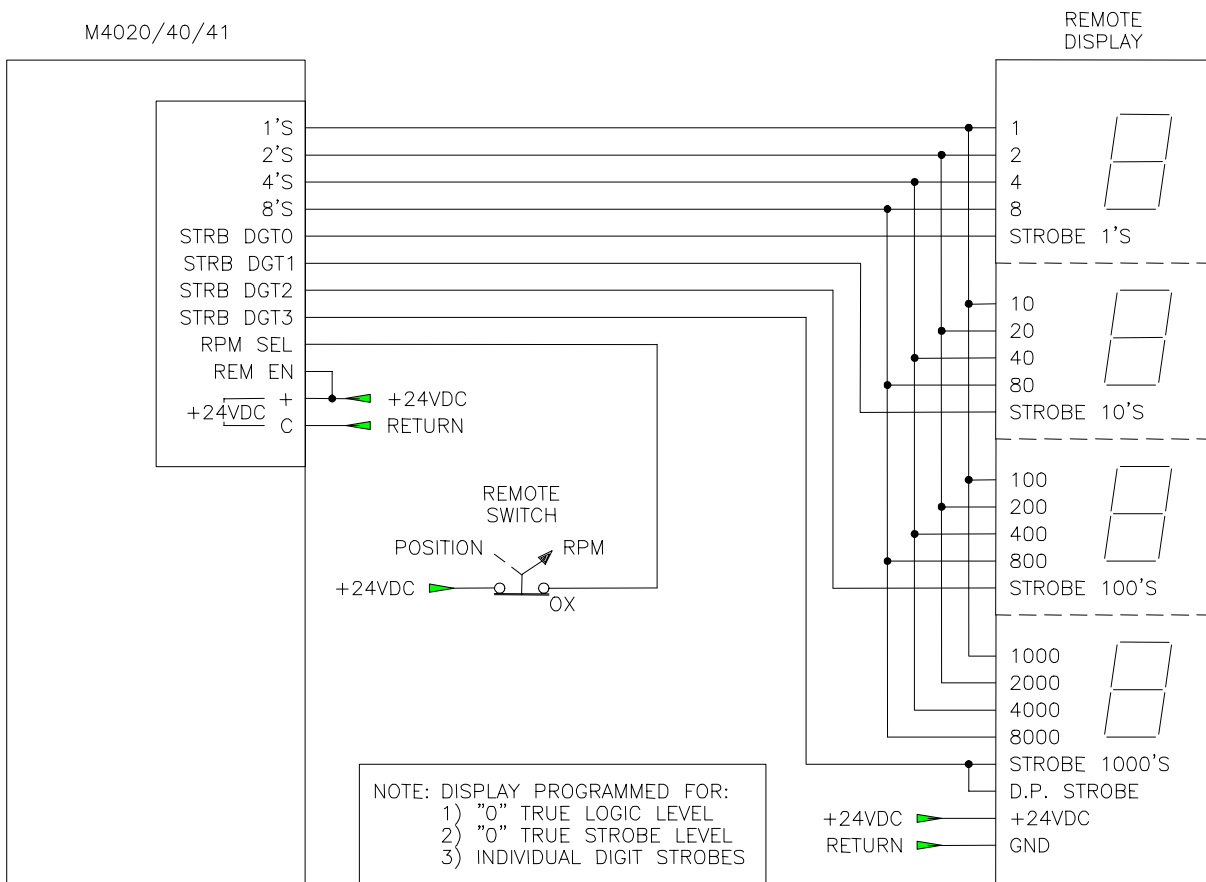 M4020/40/41
1'S
2'S
4'S
8'S
STRB DGT0
STRB DGT1
STRB DGT2
STRB DGT3
RPM SEL
REM EN
+
+24VDC
C
+24VDC
RETURN
REMOTE
SWITCH
POSITION
RPM
+24VDC
OX
NOTE: DISPLAY PROGRAMMED FOR:
1) "0" TRUE LOGIC LEVEL
2) "0" TRUE STROBE LEVEL
3) INDIVIDUAL DIGIT STROBES
REMOTE
DISPLAY
1
2
4
8
STROBE 1'S
10
20
40
80
STROBE 10'S
100
200
400
800
STROBE 100'S
1000
2000
4000
8000
STROBE 1000'S
D.P. STROBE
+24VDC
+24VDC
RETURN
GND